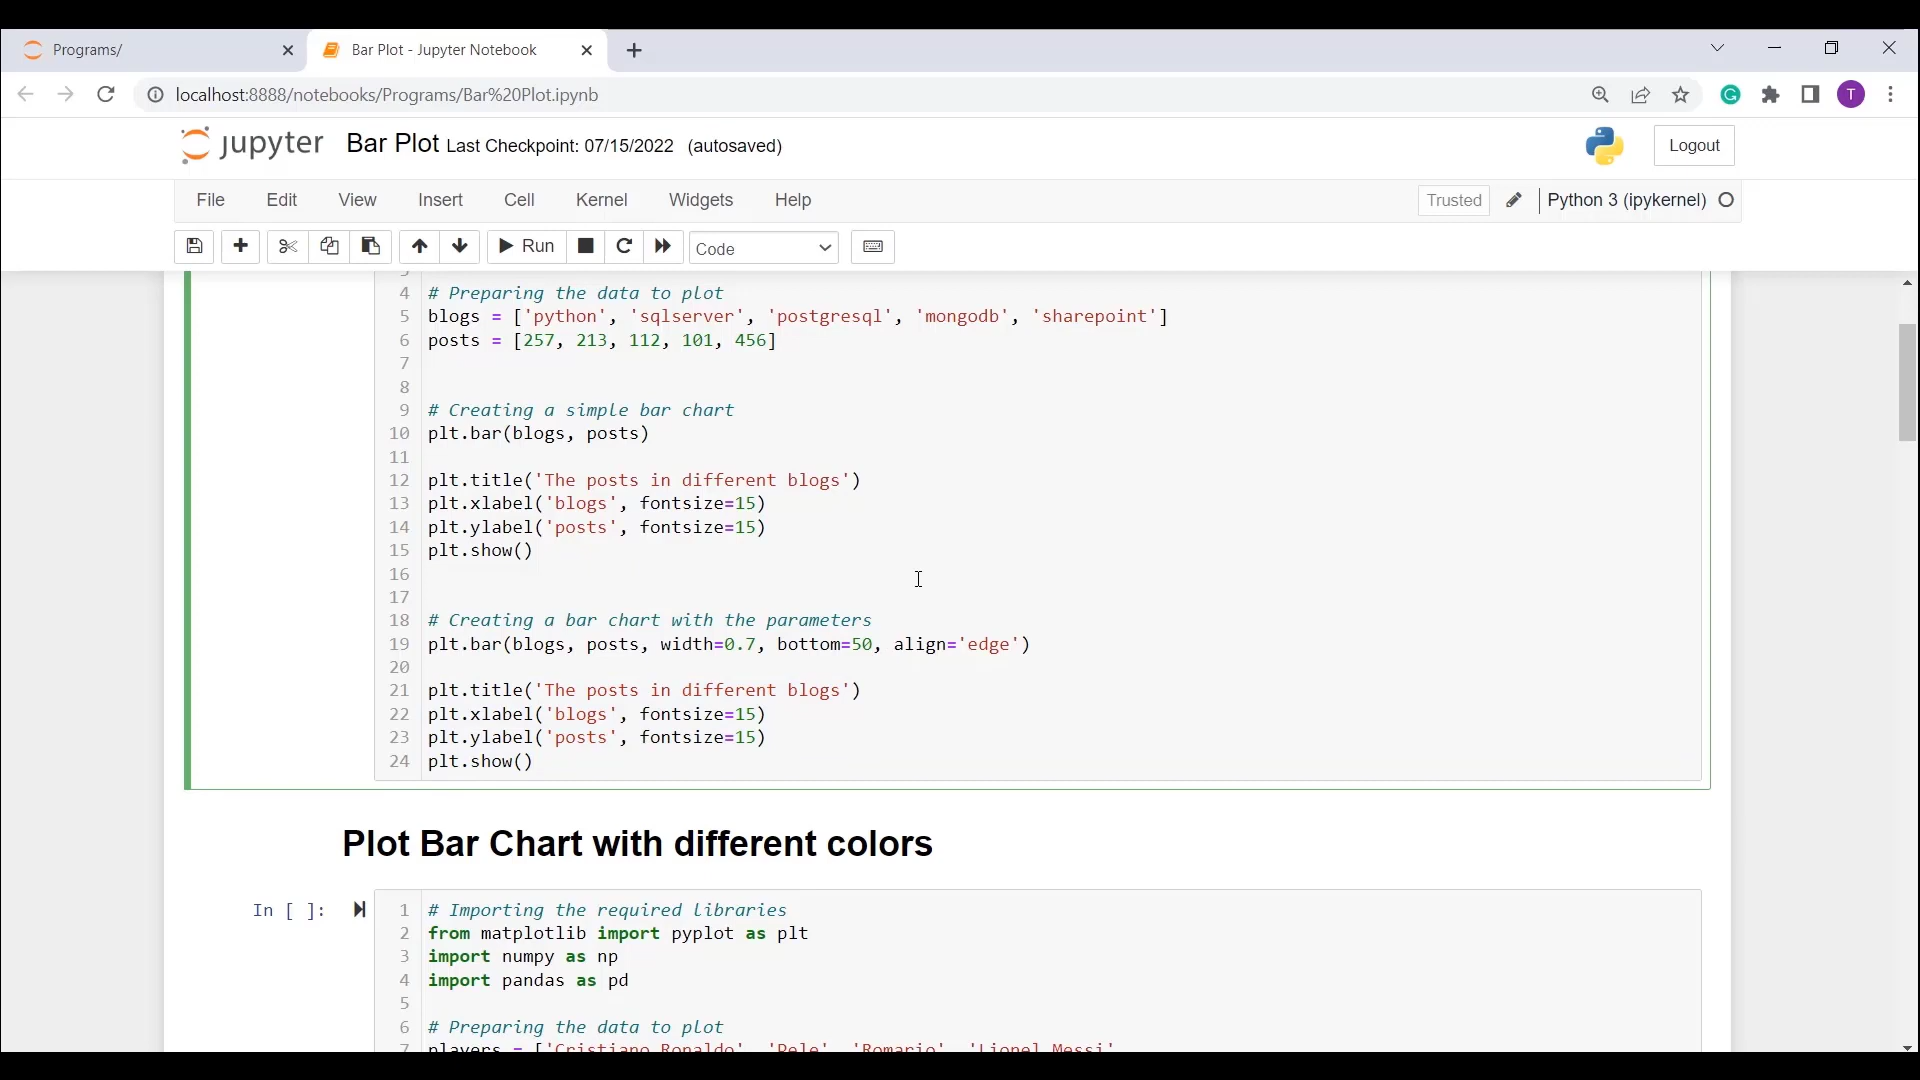 Programs/
Bar Plot - Jupyter Notebook
localhost:8888/notebooks/Programs/Bar%20Plot.ipynb
T
jupyter Bar Plot Last Checkpoint: 07/15/2022 (autosaved)
Logout
File Edit View Insert Cell Kernel Widgets Help
Trusted
Python 3 (ipykernel)
Run
Code
4 # Preparing the data to plot
5 blogs = ['python', 'sqlserver', 'postgresql', 'mongodb', 'sharepoint']
6 posts = [257, 213, 112, 101, 456]
7
8
9 # Creating a simple bar chart
10 plt.bar(blogs, posts)
11
12 plt.title('The posts in different blogs')
13 plt.xlabel('blogs', fontsize=15)
14 plt.ylabel('posts', fontsize=15)
15 plt.show()
16
17
18 # Creating a bar chart with the parameters
19 plt.bar(blogs, posts, width=0.7, bottom=50, align='edge')
20
21 plt.title('The posts in different blogs')
22 plt.xlabel('blogs', fontsize=15)
23 plt.ylabel('posts', fontsize=15)
24 plt.show()
Plot Bar Chart with different colors
In [ ]:
1 # Importing the required libraries
2 from matplotlib import pyplot as plt
3 import numpy as np
4 import pandas as pd
5
6 # Preparing the data to plot
7 players = ['Cristiano Ronaldo', 'Pele', 'Romario', 'Lionel Messi',